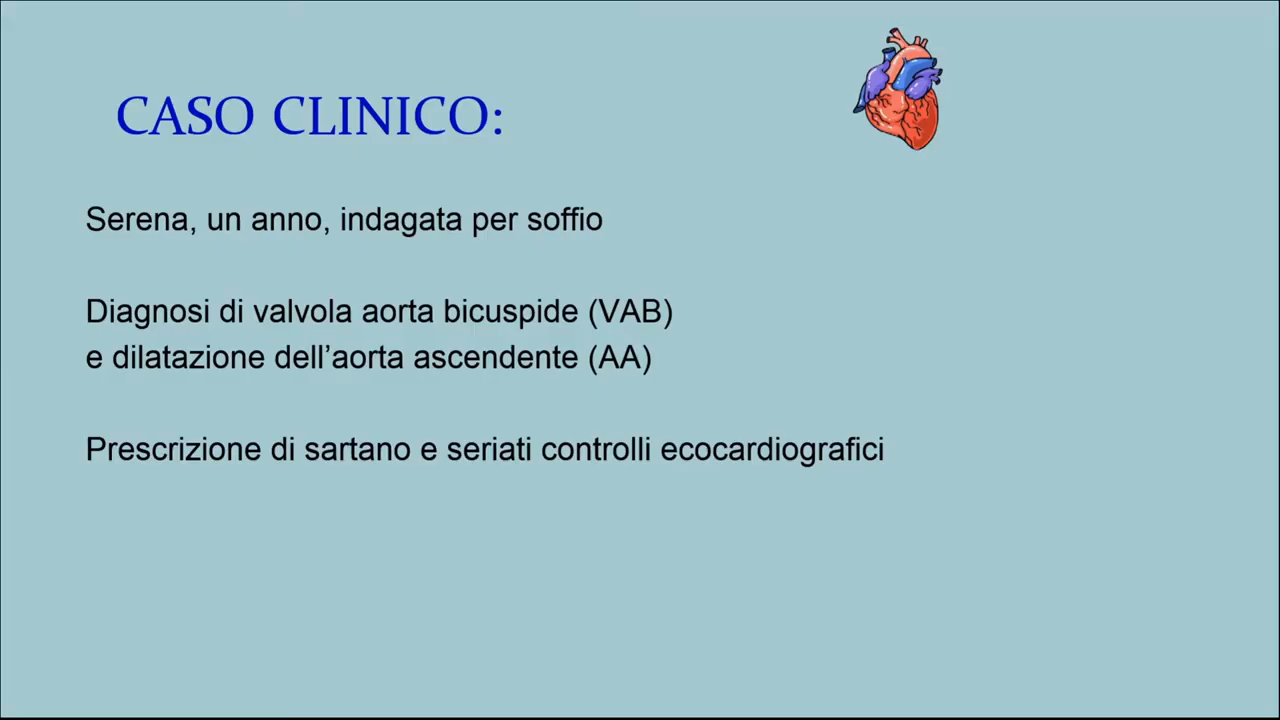 CASO CLINICO:
Serena, un anno, indagata per soffio
Diagnosi di valvola aorta bicuspide (VAB)
e dilatazione dell’aorta ascendente (AA)
Prescrizione di sartano e seriati controlli ecocardiografici